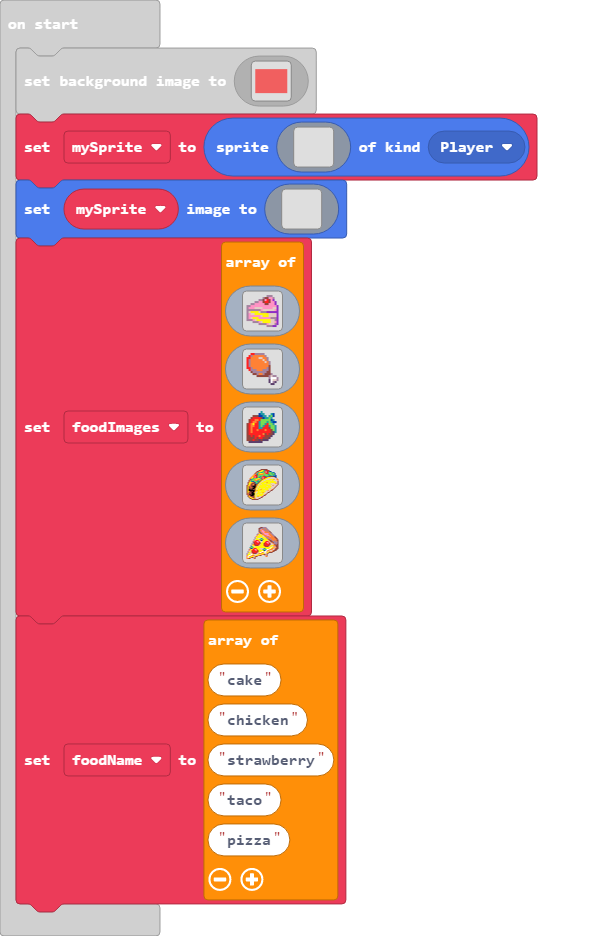 on start
set background image to
set mySprite to sprite of kind Player
set mySprite image to
array of
set foodImages to
array of
"cake"
"chicken"
"strawberry"
set foodName to
"taco"
"pizza"